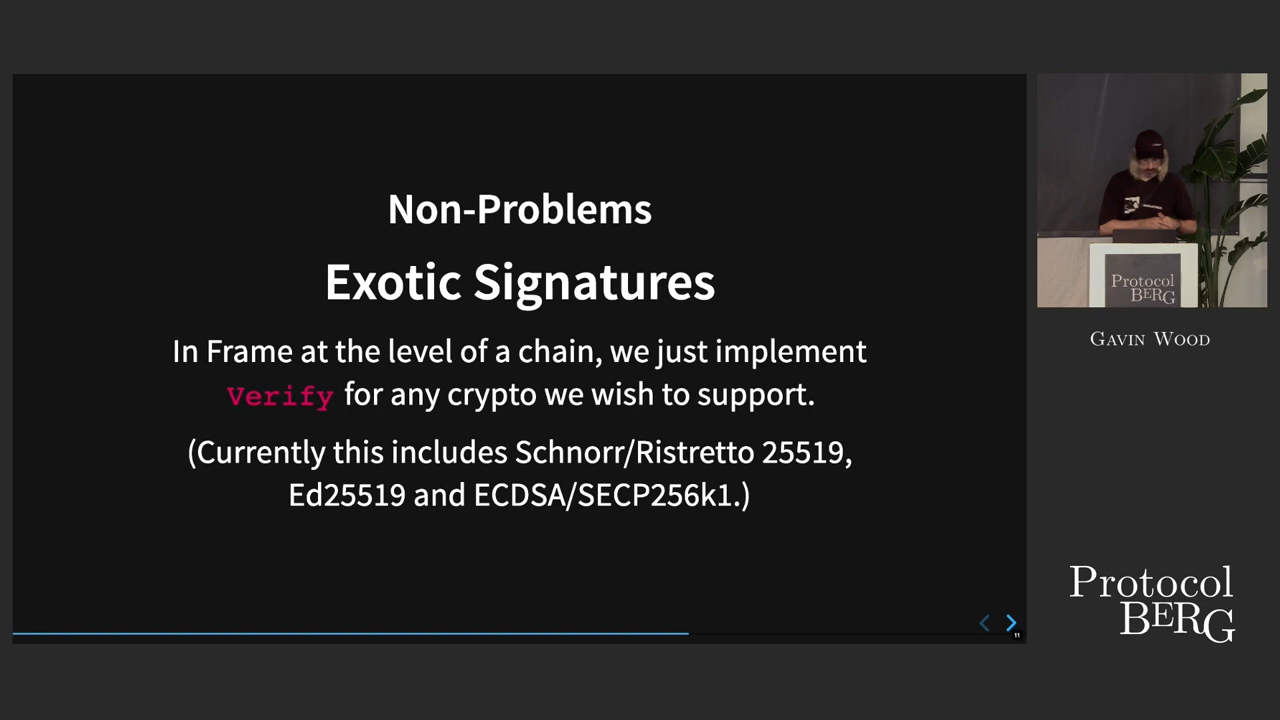 Non-Problems
Exotic Signatures
In Frame at the level of a chain, we just implement
Verify for any crypto we wish to support.
(Currently this includes Schnorr/Ristretto 25519,
Ed25519 and ECDSA/SECP256k1.)
11
Protocol
BERG
GAVIN WOOD
Protocol
BERG